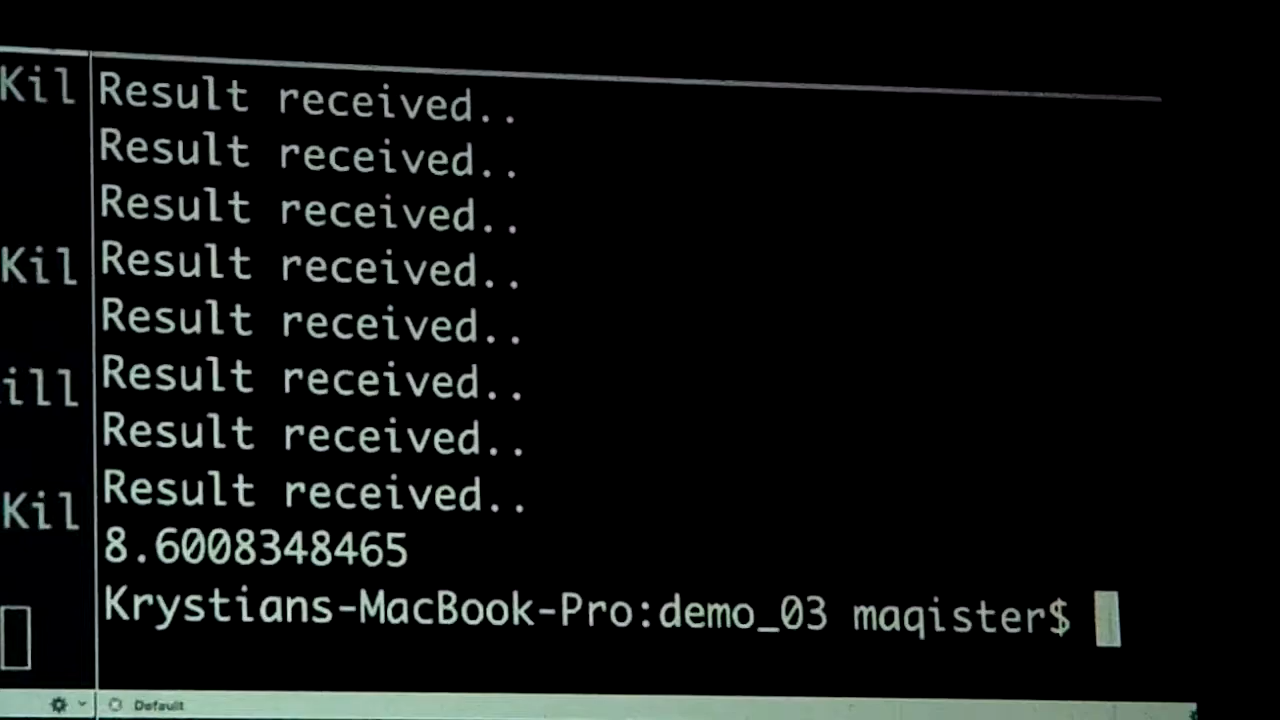 Kil
Kil
ill
Kil
Result received..
Result received..
Result received..
Result received..
Result received..
Result received..
Result received..
Result received..
8.6008348465
Krystians-MacBook-Pro:demo_03 maqister$
Default